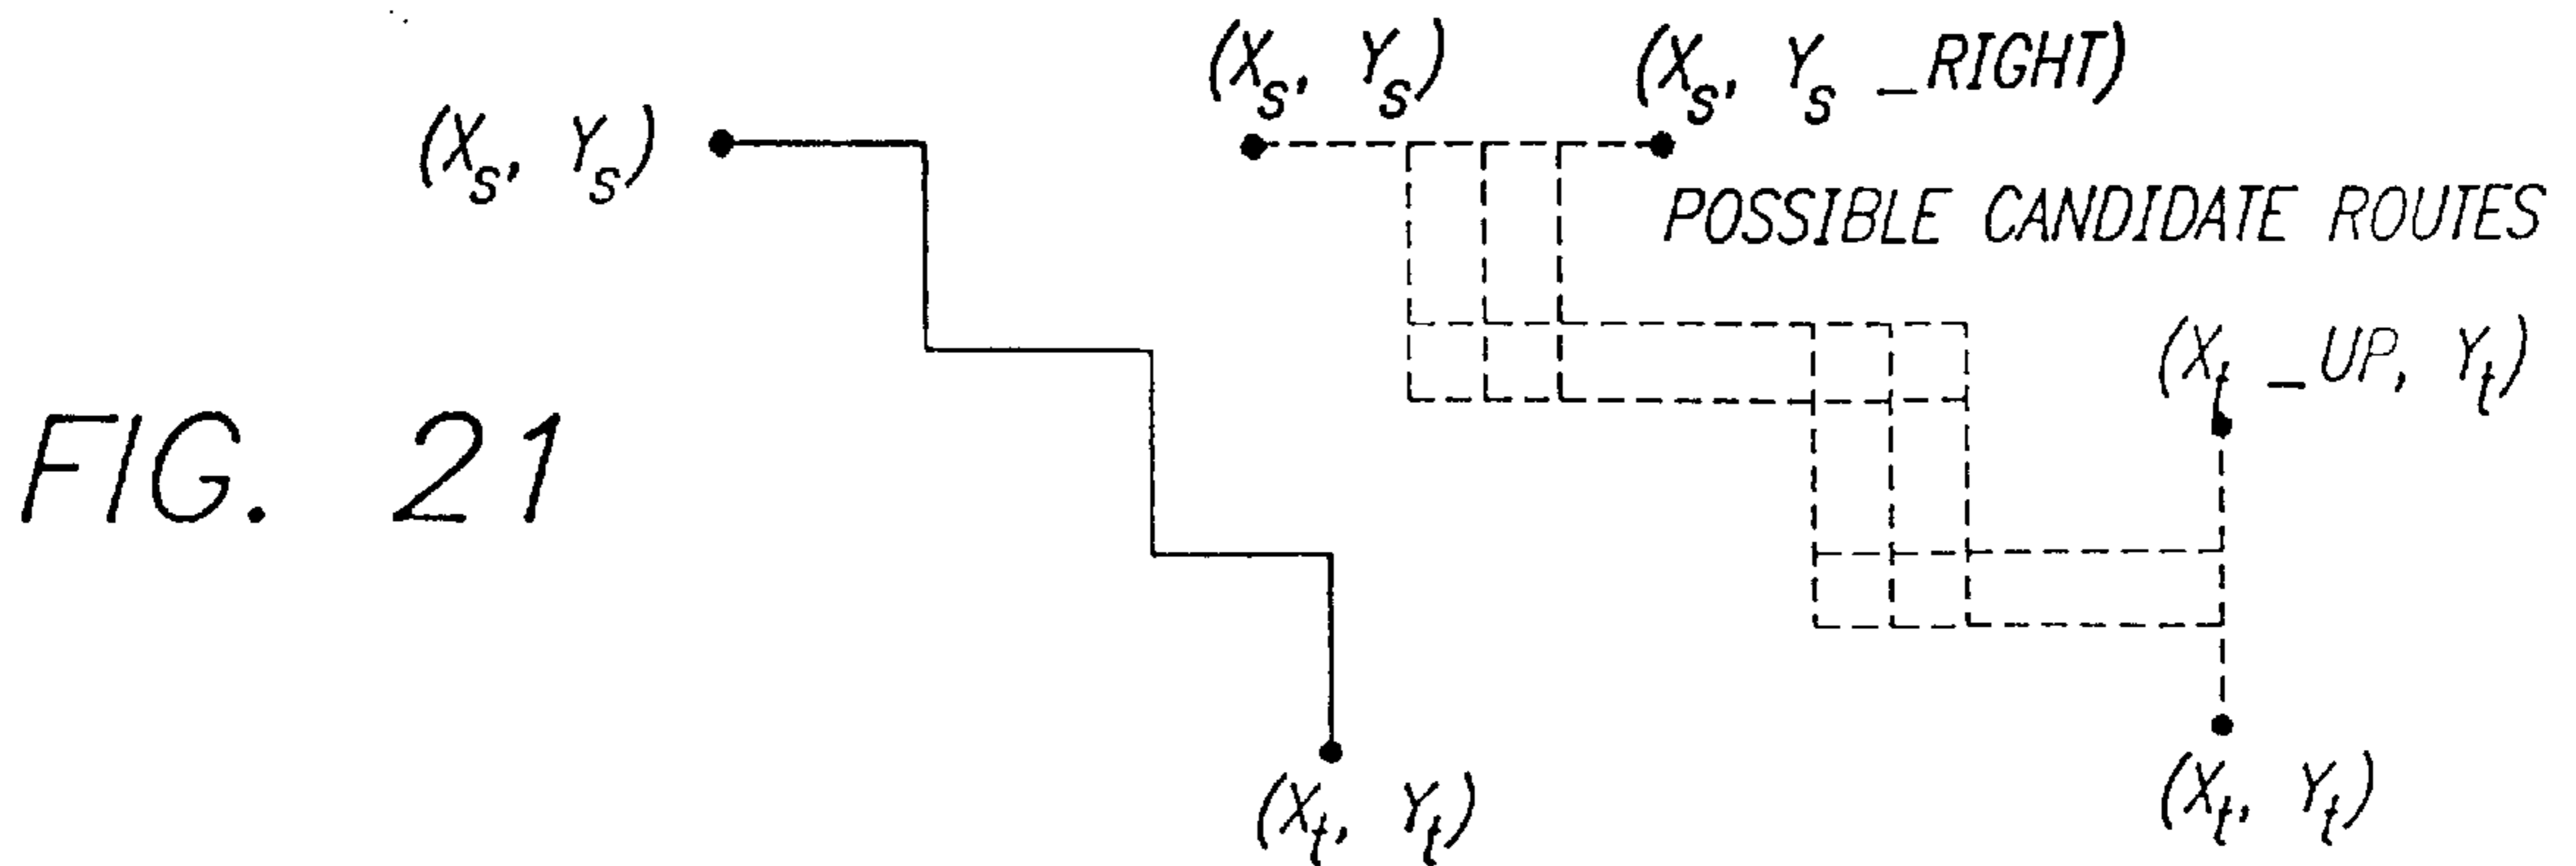 (Xs, Ys)
(Xs, Ys _RIGHT)
(Xs, Ys)
POSSIBLE CANDIDATE ROUTES
(Xt _UP, Yt)
FIG. 21
(Xt, Yt)
(Xt, Yt)